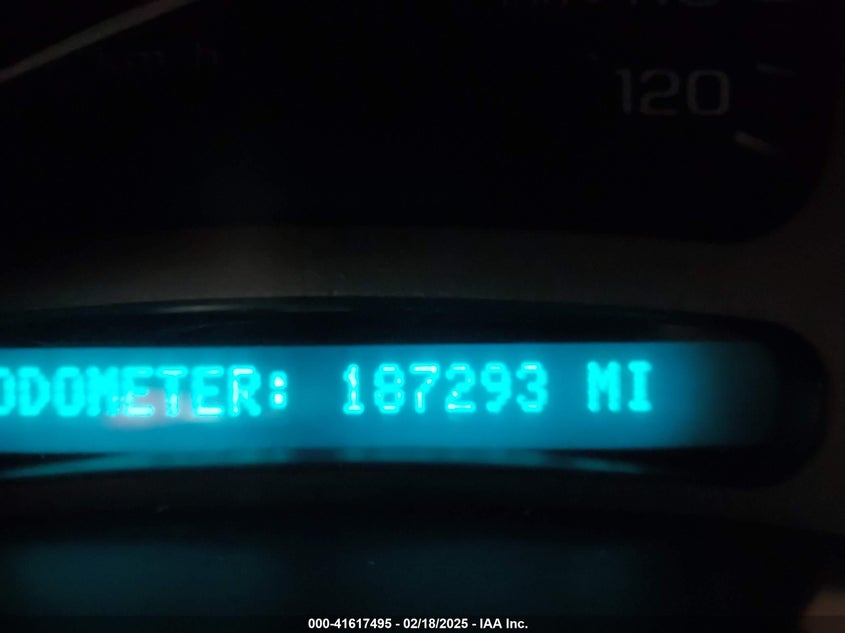 120
ODOMETER: 187293 MI
000-41617495 - 02/18/2025 - IAA Inc.